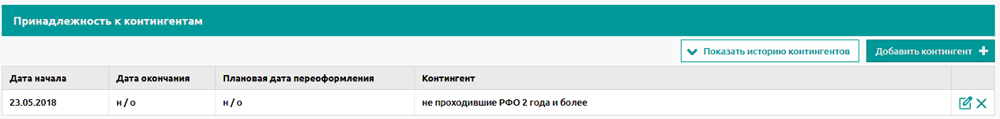 Принадлежность к контингентам
Показать историю контингентов
Добавить контингент
Дата начала Дата окончания Плановая дата переоформления Контингент
23.05.2018 н / о н / о не проходившие РФО 2 года и более